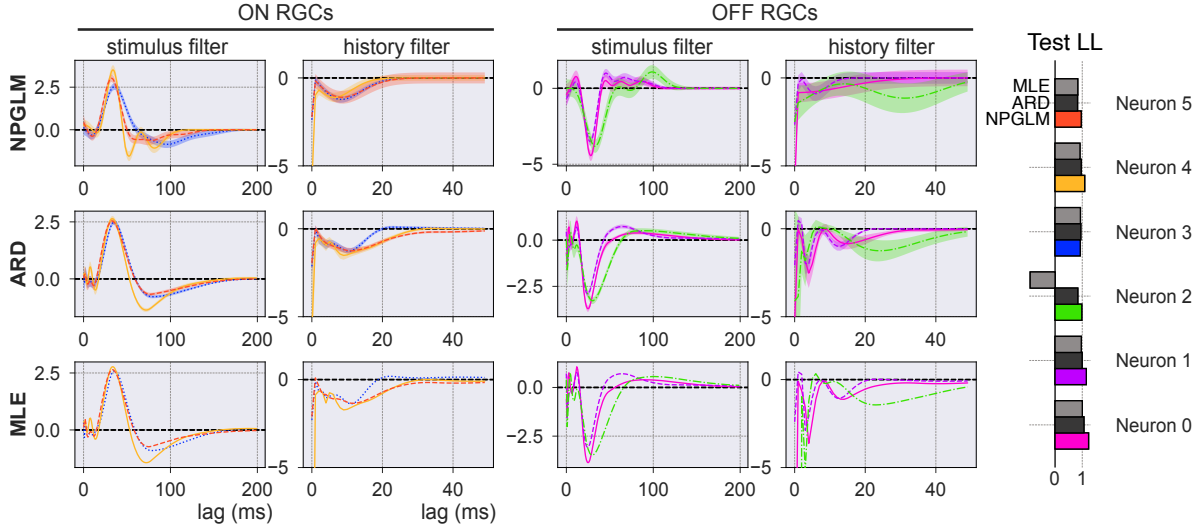 ON RGCs
OFF RGCs
stimulus filter
history filter
stimulus filter
history filter
Test LL
NPGLM
2.5
0.0
0 100 200
0
−5
0 20 40
0
−5
0 100 200
0
−5
0 20 40
ARD
2.5
0.0
0 100 200
0
−5
0 20 40
0.0
−2.5
0 100 200
0
−5
0 20 40
MLE
2.5
0.0
0 100 200
lag (ms)
0
−5
0 20 40
lag (ms)
0.0
−2.5
0 100 200
0
−5
0 20 40
MLE
ARD
NPGLM
Neuron 5
Neuron 4
Neuron 3
Neuron 2
Neuron 1
Neuron 0
0 1